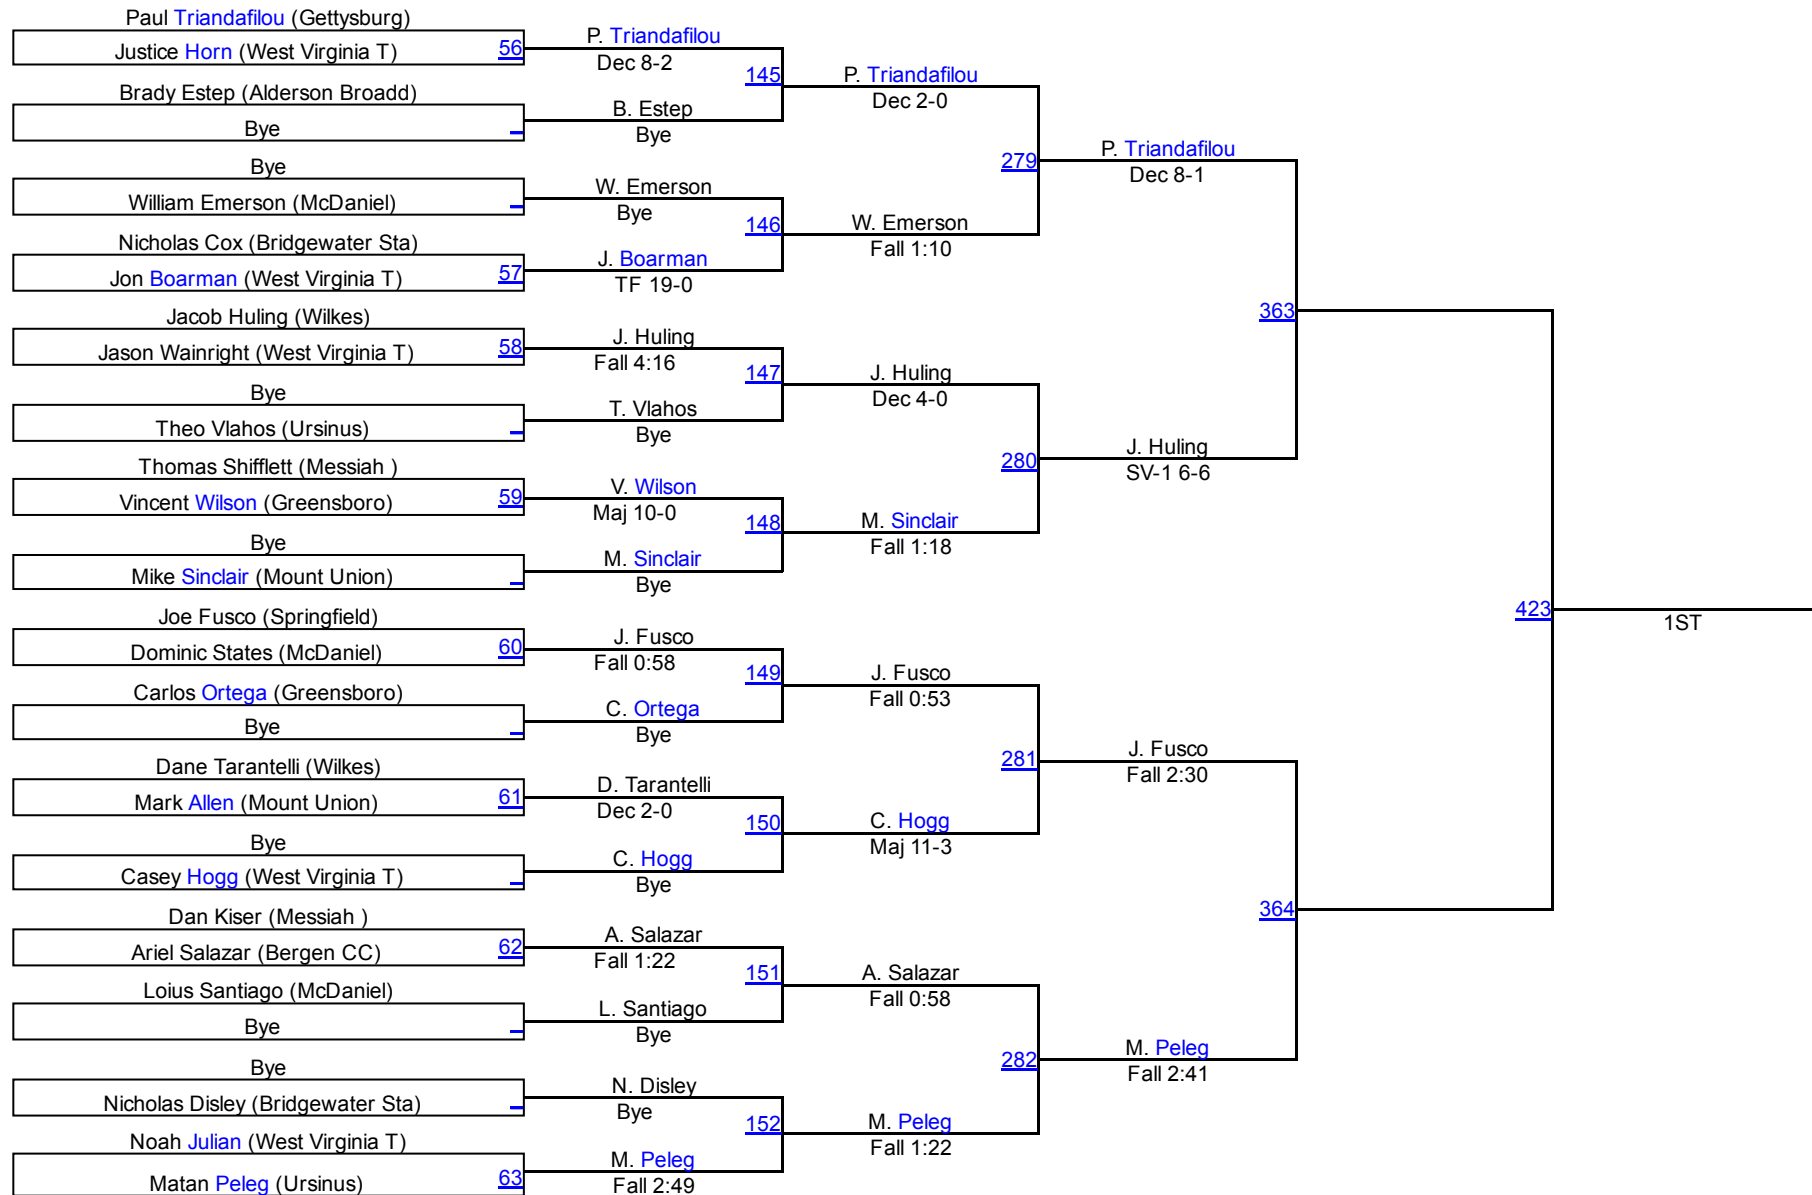 Paul Triandafilou (Gettysburg)
Justice Horn (West Virginia T) 56
Brady Estep (Alderson Broadd)
Bye
Bye
William Emerson (McDaniel)
Nicholas Cox (Bridgewater Sta)
Jon Boarman (West Virginia T) 57
Jacob Huling (Wilkes)
Jason Wainright (West Virginia T) 58
Bye
Theo Vlahos (Ursinus)
Thomas Shifflett (Messiah )
Vincent Wilson (Greensboro) 59
Bye
Mike Sinclair (Mount Union)
Joe Fusco (Springfield)
Dominic States (McDaniel) 60
Carlos Ortega (Greensboro)
Bye
Dane Tarantelli (Wilkes)
Mark Allen (Mount Union) 61
Bye
Casey Hogg (West Virginia T)
Dan Kiser (Messiah )
Ariel Salazar (Bergen CC) 62
Loius Santiago (McDaniel)
Bye
Bye
Nicholas Disley (Bridgewater Sta)
Noah Julian (West Virginia T)
Matan Peleg (Ursinus) 63
P. Triandafilou
Dec 8-2
145
B. Estep
Bye
W. Emerson
Bye
146
J. Boarman
TF 19-0
J. Huling
Fall 4:16
147
T. Vlahos
Bye
V. Wilson
Maj 10-0
148
M. Sinclair
Bye
J. Fusco
Fall 0:58
149
C. Ortega
Bye
D. Tarantelli
Dec 2-0
150
C. Hogg
Bye
A. Salazar
Fall 1:22
151
L. Santiago
Bye
N. Disley
Bye
152
M. Peleg
Fall 2:49
P. Triandafilou
Dec 2-0
279
W. Emerson
Fall 1:10
J. Huling
Dec 4-0
280
M. Sinclair
Fall 1:18
J. Fusco
Fall 0:53
281
C. Hogg
Maj 11-3
A. Salazar
Fall 0:58
282
M. Peleg
Fall 1:22
P. Triandafilou
Dec 8-1
363
J. Huling
SV-1 6-6
J. Fusco
Fall 2:30
364
M. Peleg
Fall 2:41
423
1ST